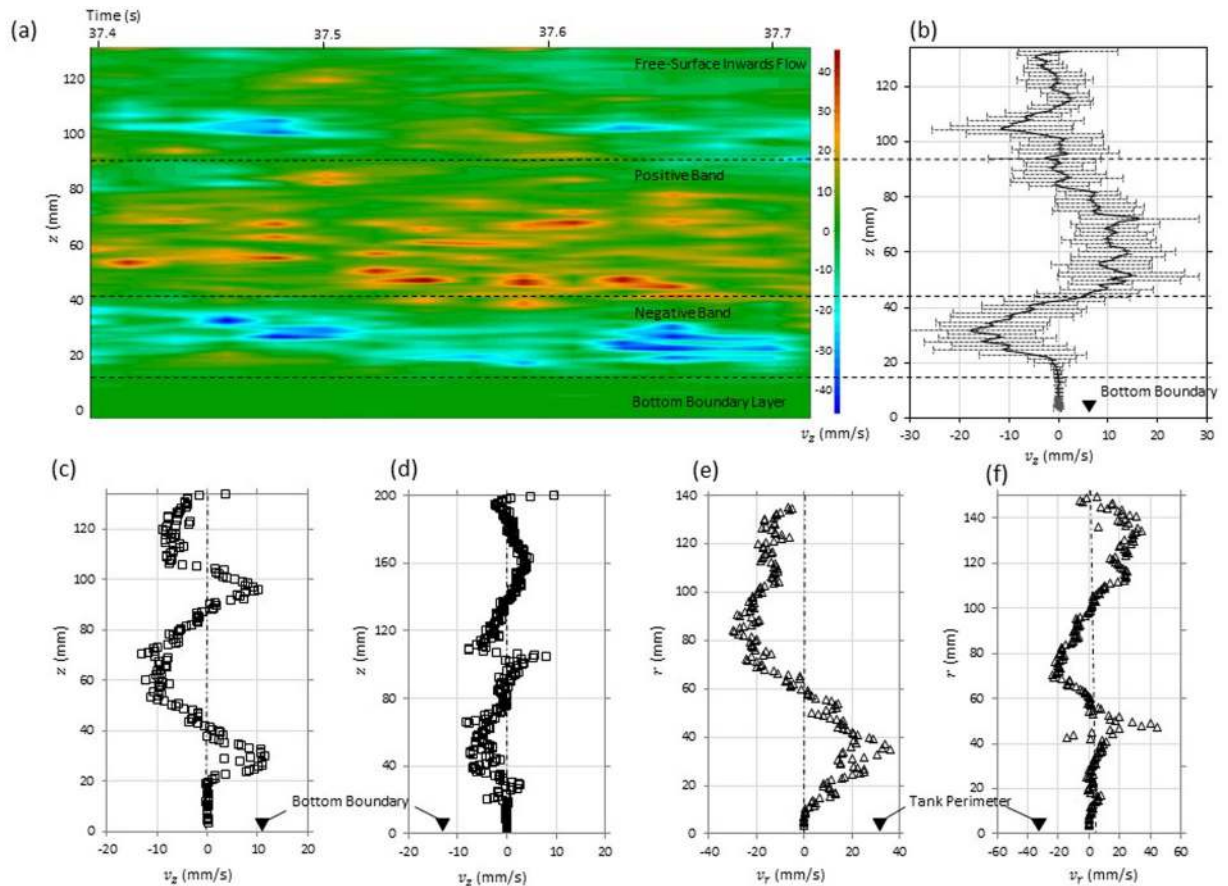 Time (s)
(a)
37.4 37.5 37.6 37.7
(b)
z (mm)
120
100
80
60
40
20
0
Free-Surface Inwards Flow
Positive Band
Negative Band
Bottom Boundary Layer
40
30
20
10
0
-10
-20
-30
-40
v_z (mm/s)
z (mm)
120
100
80
60
40
20
0
Bottom Boundary
-30 -20 -10 0 10 20 30
v_z (mm/s)
(c)
z (mm)
120
100
80
60
40
20
0
-20 -10 0 10 20
v_z (mm/s)
Bottom Boundary
(d)
z (mm)
200
160
120
80
40
0
-20 -10 0 10 20
v_z (mm/s)
(e)
r (mm)
140
120
100
80
60
40
20
0
-40 -20 0 20 40
v_r (mm/s)
Tank Perimeter
(f)
r (mm)
140
120
100
80
60
40
20
0
-60 -40 -20 0 20 40 60
v_r (mm/s)